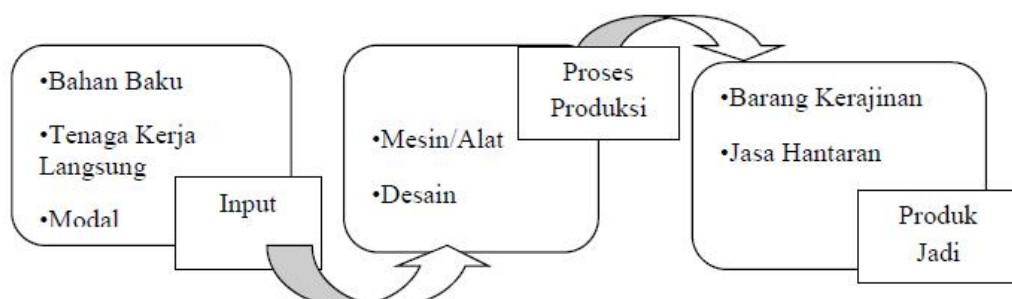 •Bahan Baku
•Tenaga Kerja
Langsung
•Modal
Input
Proses
Produksi
•Mesin/Alat
•Desain
•Barang Kerajinan
•Jasa Hantaran
Produk
Jadi